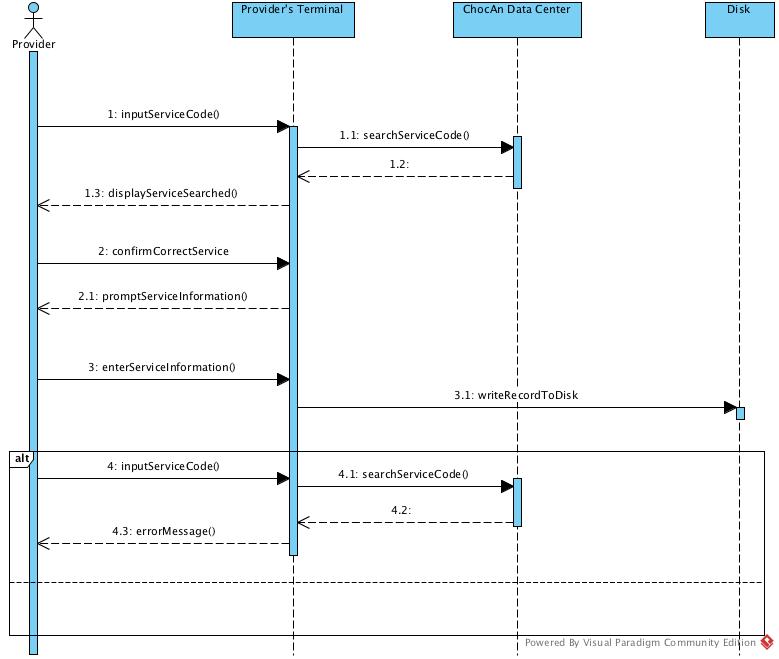 Provider
Provider's Terminal
ChocAn Data Center
Disk
1: inputServiceCode()
1.1: searchServiceCode()
1.2:
1.3: displayServiceSearched()
2: confirmCorrectService
2.1: promptServiceInformation()
3: enterServiceInformation()
3.1: writeRecordToDisk
alt
4: inputServiceCode()
4.1: searchServiceCode()
4.2:
4.3: errorMessage()
Powered By Visual Paradigm Community Edition